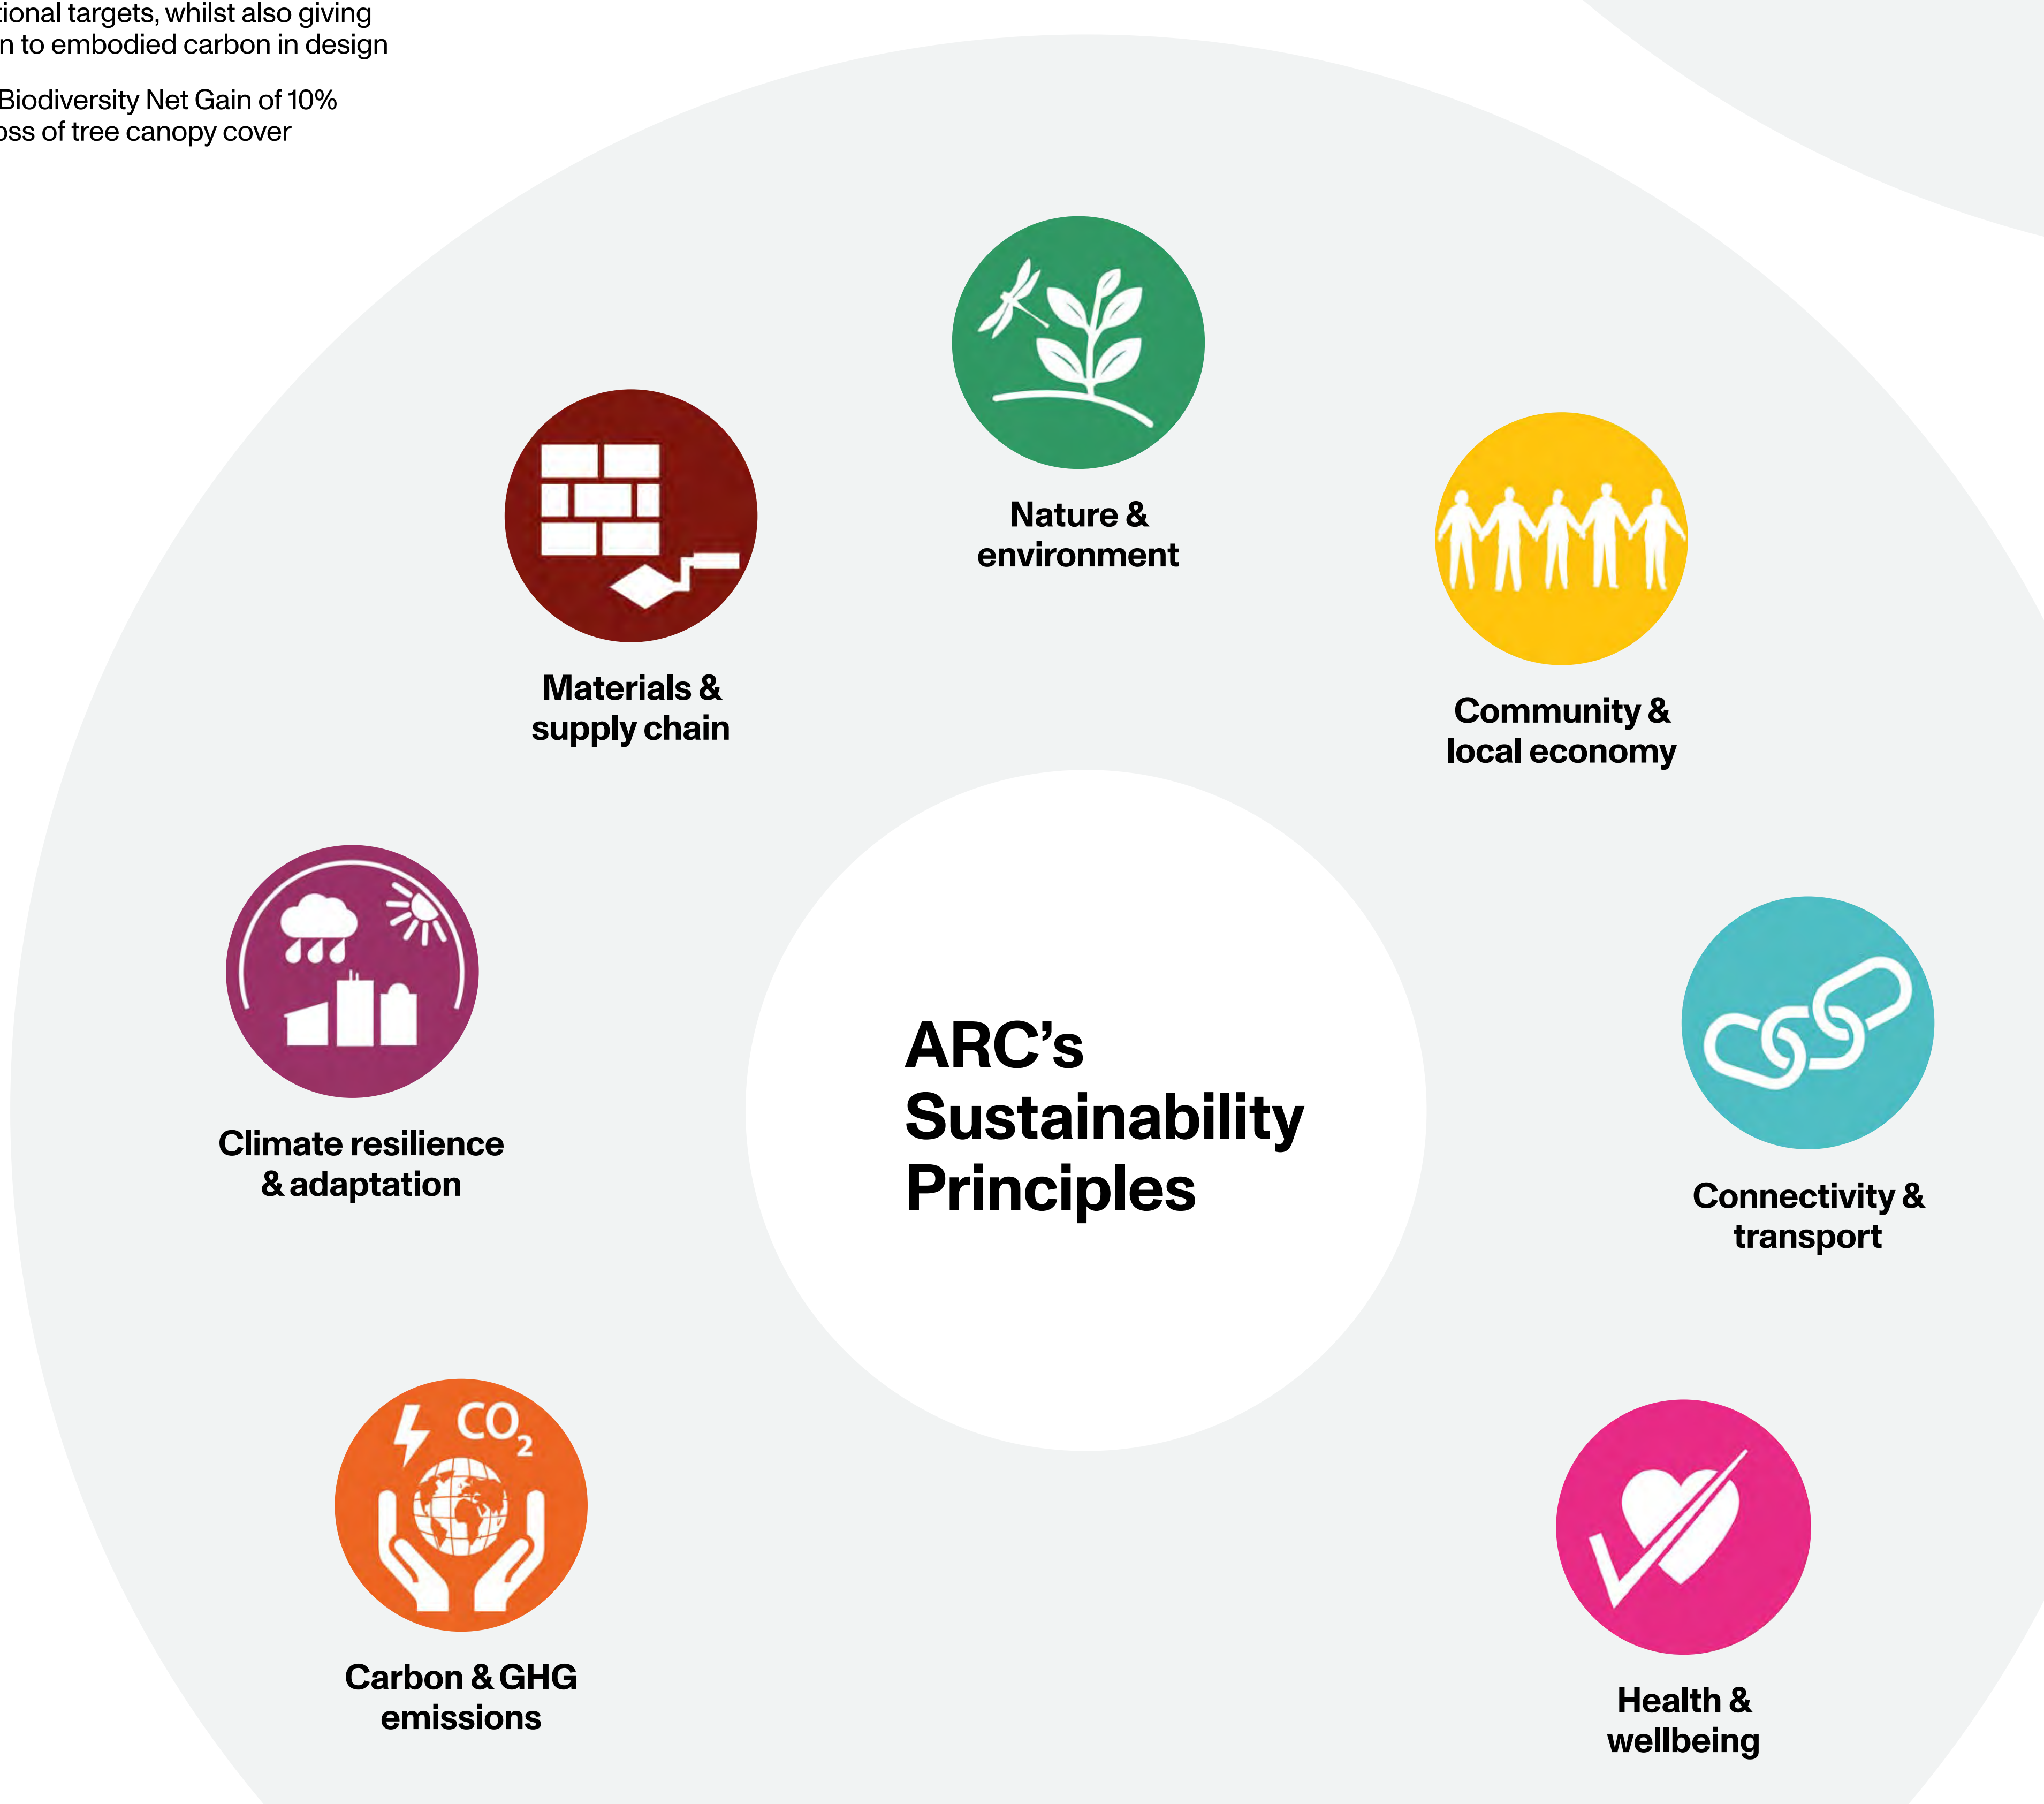 tional targets, whilst also giving
n to embodied carbon in design
Biodiversity Net Gain of 10%
oss of tree canopy cover
Nature &
environment
Materials &
supply chain
Community &
local economy
Climate resilience
& adaptation
ARC’s
Sustainability
Principles
Connectivity &
transport
CO2
Carbon & GHG
emissions
Health &
wellbeing